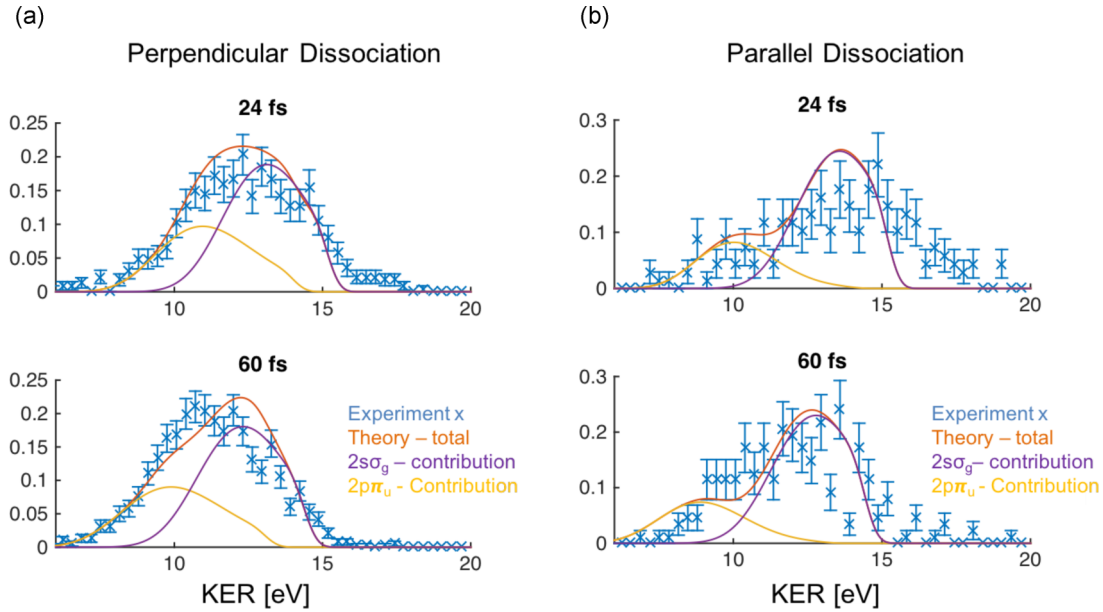 (a)
Perpendicular Dissociation
24 fs
0.25
0.2
0.15
0.1
0.05
0
10
15
20
60 fs
0.25
0.2
0.15
0.1
0.05
0
10
15
20
Experiment x
Theory – total
2sσg – contribution
2pπu - Contribution
KER [eV]
(b)
Parallel Dissociation
24 fs
0.3
0.2
0.1
0
10
15
20
60 fs
0.3
0.2
0.1
0
10
15
20
Experiment x
Theory – total
2sσg– contribution
2pπu - Contribution
KER [eV]